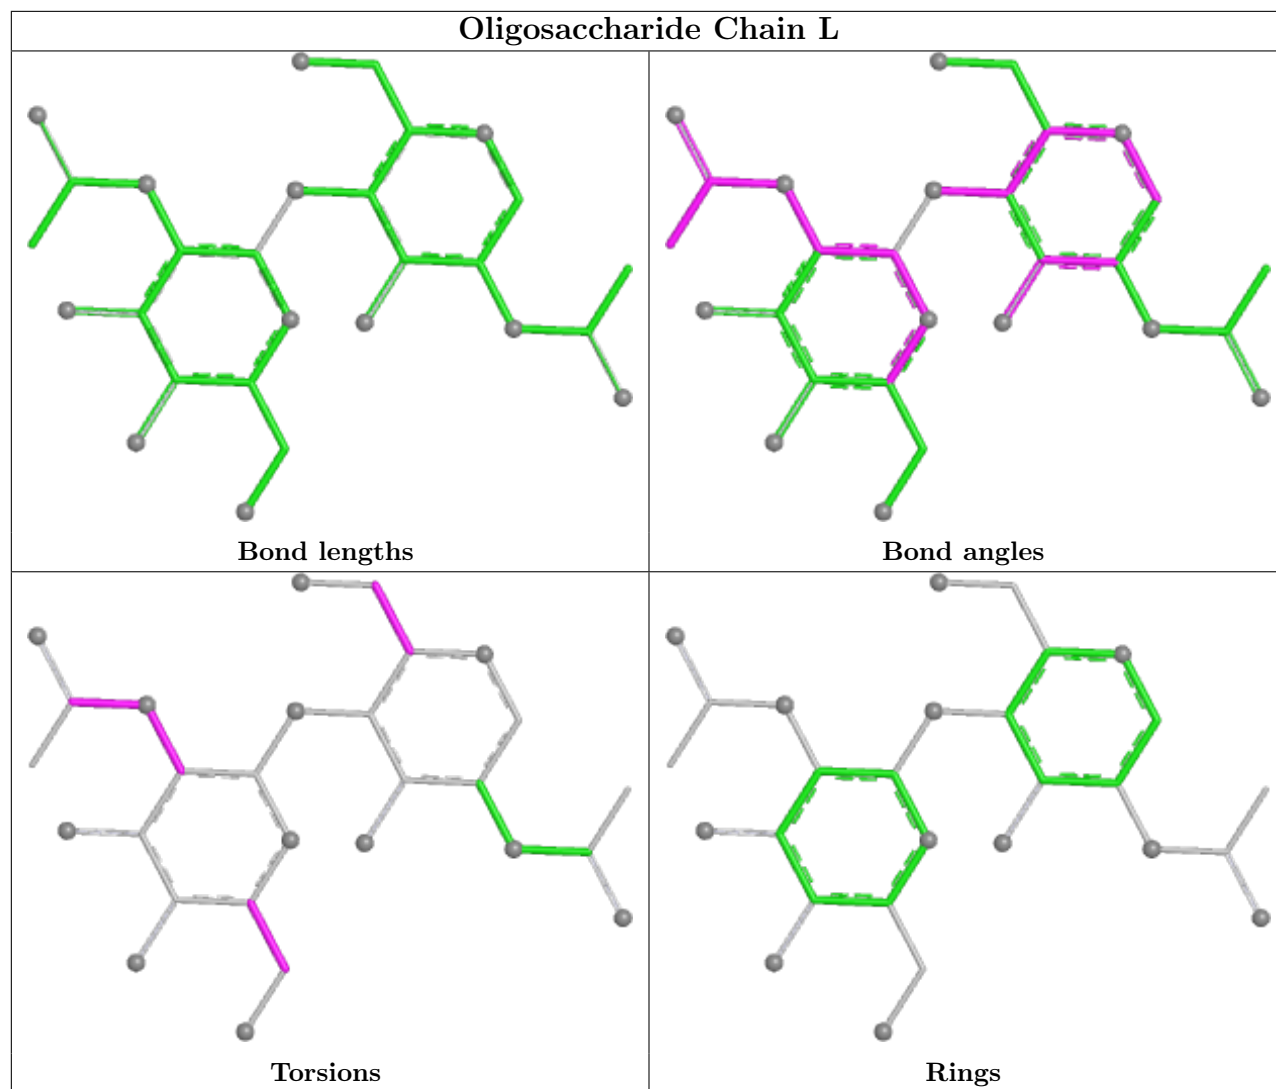 Oligosaccharide Chain L
Bond lengths
Bond angles
Torsions
Rings